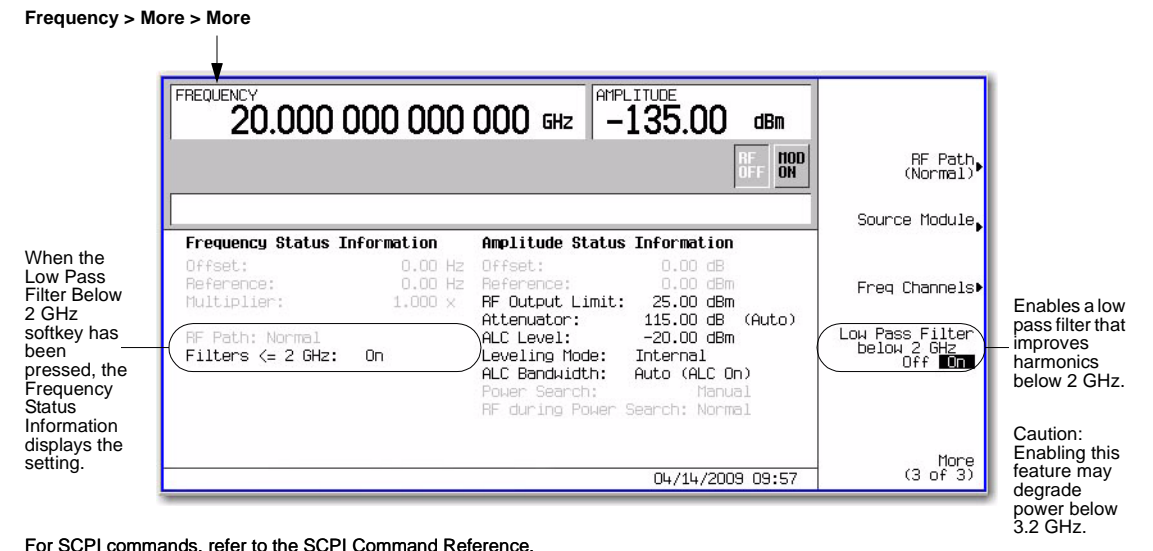 Frequency > More > More
FREQUENCY
20.000 000 000 000 GHz
AMPLITUDE
-135.00 dBm
RF OFF
MOD ON
RF Path
(Normal)
Source Module
Freq Channels
Low Pass Filter
below 2 GHz
Off On
More
(3 of 3)
Frequency Status Information
Offset: 0.00 Hz
Reference: 0.00 Hz
Multiplier: 1.000 x
RF Path: Normal
Filters <= 2 GHz: On
Amplitude Status Information
Offset: 0.00 dB
Reference: 0.00 dBm
RF Output Limit: 25.00 dBm
Attenuator: 115.00 dB (Auto)
ALC Level: -20.00 dBm
Leveling Mode: Internal
ALC Bandwidth: Auto (ALC On)
Power Search: Manual
RF during Power Search: Normal
04/14/2009 09:57
When the
Low Pass
Filter Below
2 GHz
softkey has
been
pressed, the
Frequency
Status
Information
displays the
setting.
Enables a low
pass filter that
improves
harmonics
below 2 GHz.
Caution:
Enabling this
feature may
degrade
power below
3.2 GHz.
For SCPI commands, refer to the SCPI Command Reference.